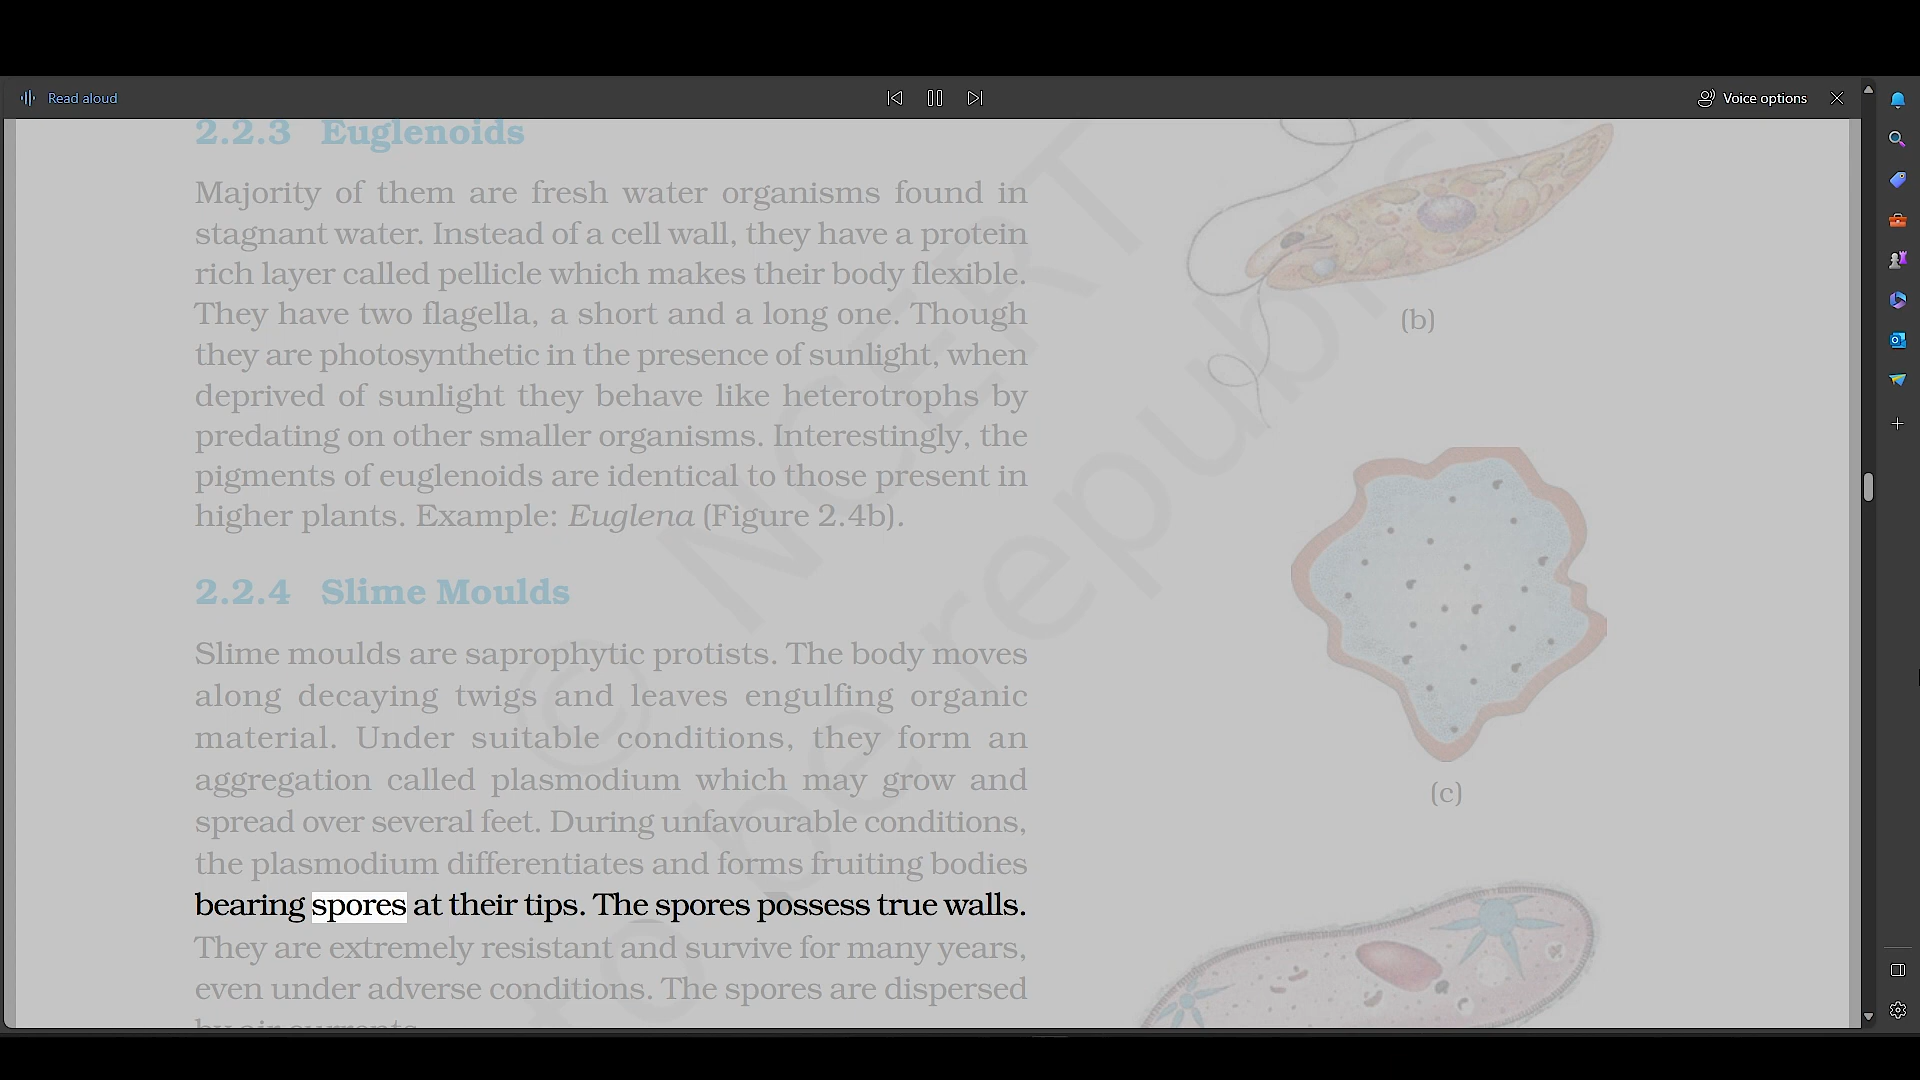 Read aloud
Voice options
2.2.3 Euglenoids
Majority of them are fresh water organisms found in
stagnant water. Instead of a cell wall, they have a protein
rich layer called pellicle which makes their body flexible.
They have two flagella, a short and a long one. Though
they are photosynthetic in the presence of sunlight, when
deprived of sunlight they behave like heterotrophs by
predating on other smaller organisms. Interestingly, the
pigments of euglenoids are identical to those present in
higher plants. Example: Euglena (Figure 2.4b).
2.2.4 Slime Moulds
Slime moulds are saprophytic protists. The body moves
along decaying twigs and leaves engulfing organic
material. Under suitable conditions, they form an
aggregation called plasmodium which may grow and
spread over several feet. During unfavourable conditions,
the plasmodium differentiates and forms fruiting bodies
bearing spores at their tips. The spores possess true walls.
They are extremely resistant and survive for many years,
even under adverse conditions. The spores are dispersed
by air currents.
(b)
(c)
© NCERT
to be republish